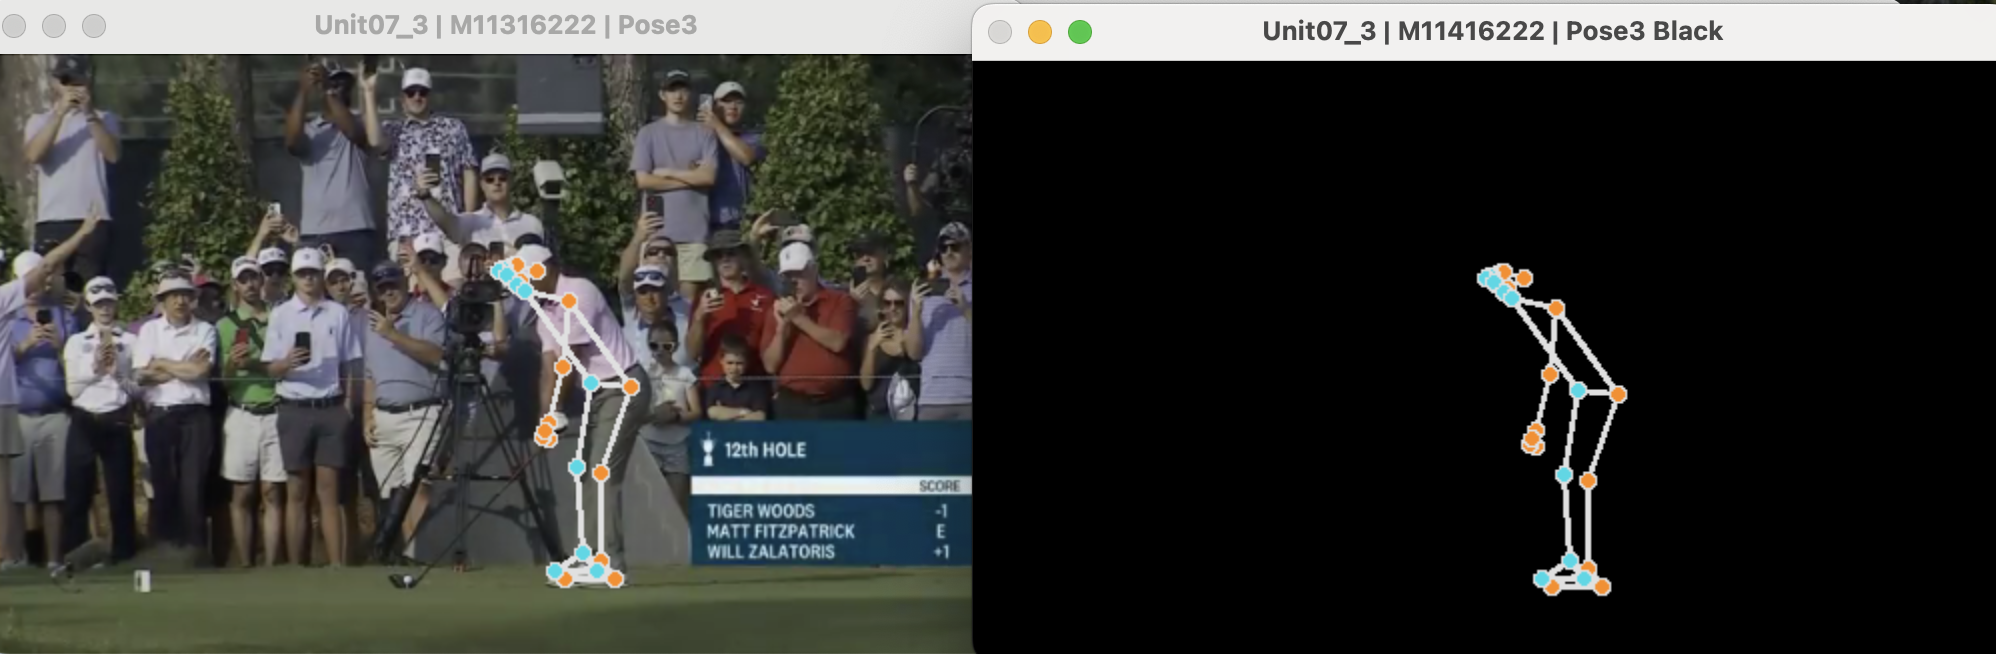 Unit07_3 | M11316222 | Pose3
Unit07_3 | M11416222 | Pose3 Black
12th HOLE
SCORE
TIGER WOODS -1
MATT FITZPATRICK E
WILL ZALATORIS +1